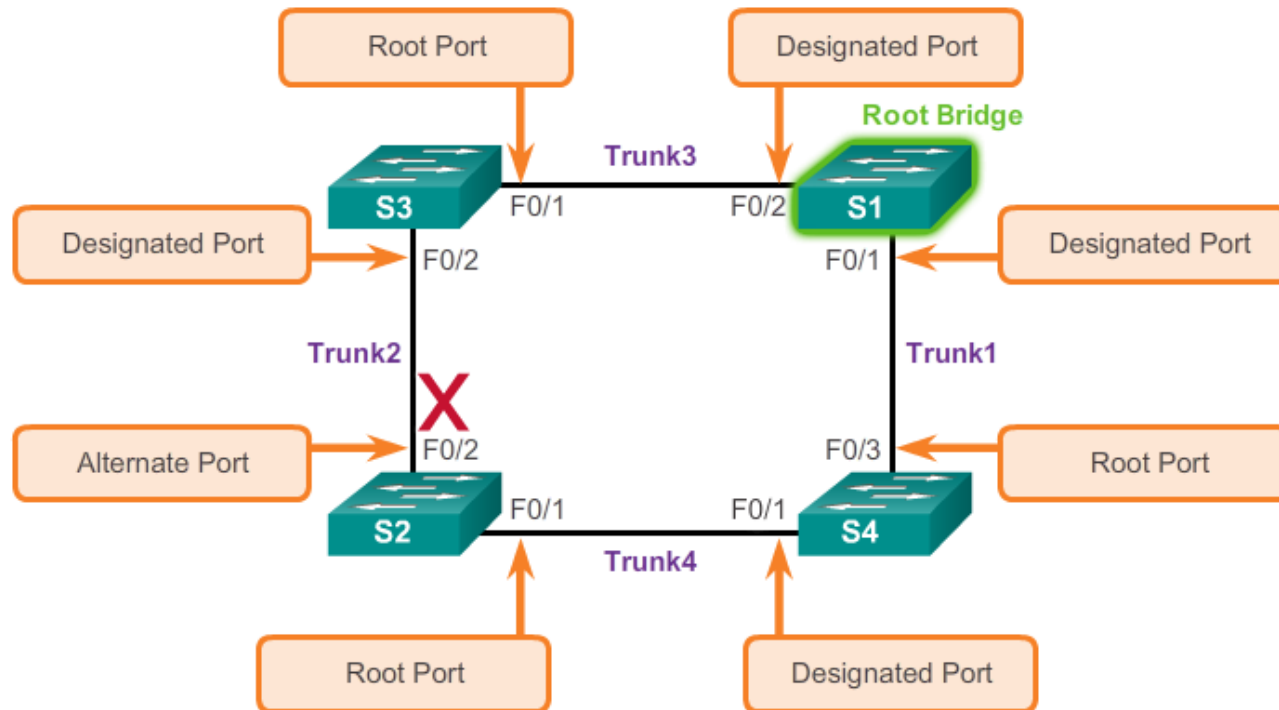 Root Port
Designated Port
Root Bridge
Trunk3
S3
F0/1
F0/2
S1
Designated Port
F0/2
F0/1
Designated Port
Trunk2
Trunk1
X
Alternate Port
F0/2
F0/3
Root Port
S2
F0/1
F0/1
S4
Trunk4
Root Port
Designated Port